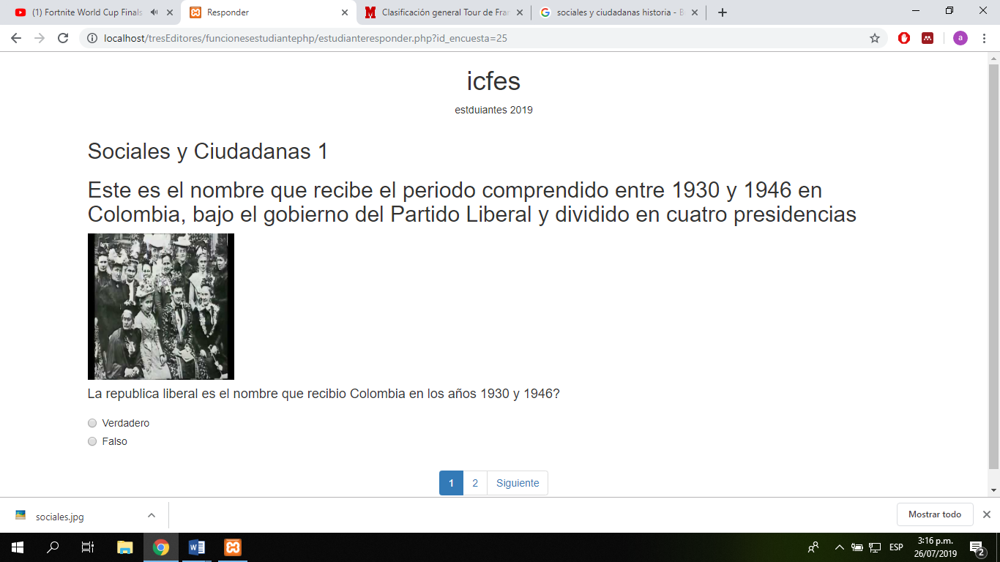 (1) Fortnite World Cup Finals
Responder
Clasificación general Tour de Fran
sociales y ciudadanas historia - B
localhost/tresEditores/funcionesestudiantephp/estudianteresponder.php?id_encuesta=25
a
icfes
estduiantes 2019
Sociales y Ciudadanas 1
Este es el nombre que recibe el periodo comprendido entre 1930 y 1946 en
Colombia, bajo el gobierno del Partido Liberal y dividido en cuatro presidencias
La republica liberal es el nombre que recibio Colombia en los años 1930 y 1946?
Verdadero
Falso
1 2 Siguiente
sociales.jpg
Mostrar todo
ESP
3:16 p.m.
26/07/2019
2